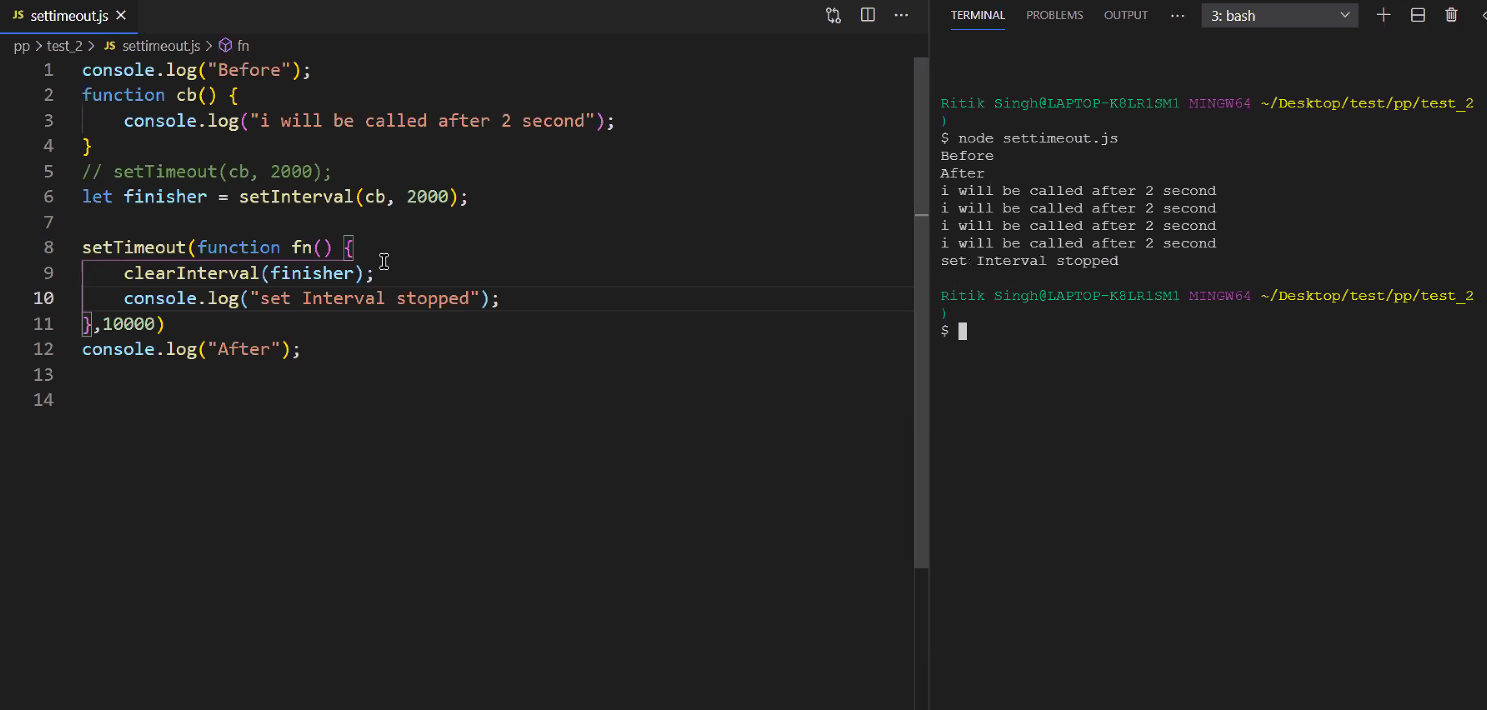 JS settimeout.js ×
pp > test_2 > JS settimeout.js > fn
1 console.log("Before");
2 function cb() {
3 console.log("i will be called after 2 second");
4 }
5 // setTimeout(cb, 2000);
6 let finisher = setInterval(cb, 2000);
7
8 setTimeout(function fn() {
9 clearInterval(finisher);
10 console.log("set Interval stopped");
11 },10000)
12 console.log("After");
13
14
TERMINAL PROBLEMS OUTPUT ··· 3: bash
Ritik Singh@LAPTOP-K8LR1SM1 MINGW64 ~/Desktop/test/pp/test_2
)
$ node settimeout.js
Before
After
i will be called after 2 second
i will be called after 2 second
i will be called after 2 second
i will be called after 2 second
set Interval stopped
Ritik Singh@LAPTOP-K8LR1SM1 MINGW64 ~/Desktop/test/pp/test_2
)
$